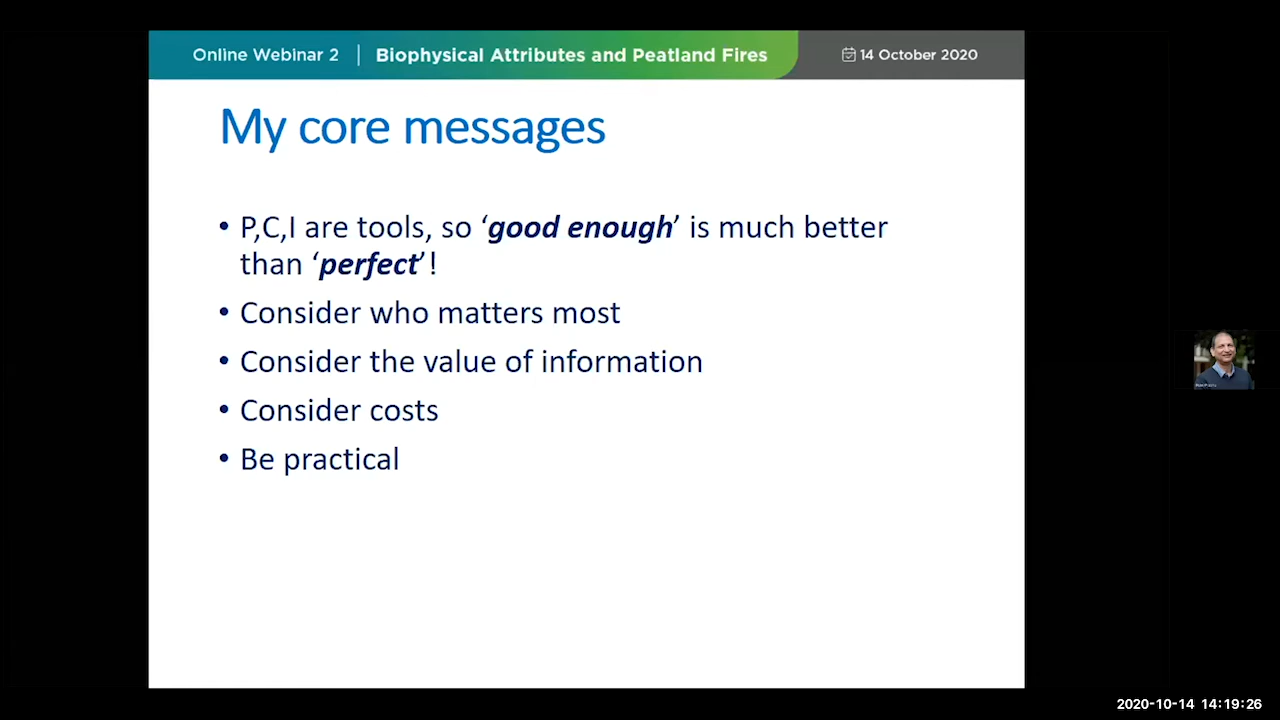 Online Webinar 2 | Biophysical Attributes and Peatland Fires
14 October 2020
My core messages
• P,C,I are tools, so ‘good enough’ is much better
than ‘perfect’!
• Consider who matters most
• Consider the value of information
• Consider costs
• Be practical
2020-10-14 14:19:26